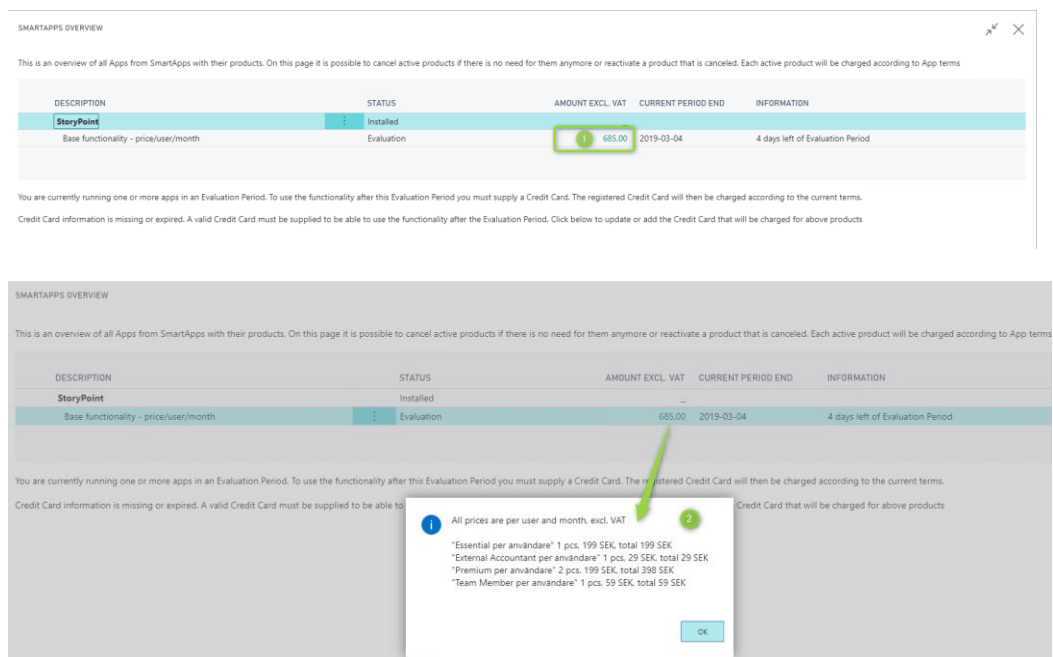 SMARTAPPS OVERVIEW
This is an overview of all Apps from SmartApps with their products. On this page it is possible to cancel active products if there is no need for them anymore or reactivate a product that is canceled. Each active product will be charged according to App terms
DESCRIPTION STATUS AMOUNT EXCL. VAT CURRENT PERIOD END INFORMATION
StoryPoint Installed _
Base functionality - price/user/month Evaluation 1 685.00 2019-03-04 4 days left of Evaluation Period
You are currently running one or more apps in an Evaluation Period. To use the functionality after this Evaluation Period you must supply a Credit Card. The registered Credit Card will then be charged according to the current terms.
Credit Card information is missing or expired. A valid Credit Card must be supplied to be able to use the functionality after the Evaluation Period. Click below to update or add the Credit Card that will be charged for above products
SMARTAPPS OVERVIEW
This is an overview of all Apps from SmartApps with their products. On this page it is possible to cancel active products if there is no need for them anymore or reactivate a product that is canceled. Each active product will be charged according to App terms
DESCRIPTION STATUS AMOUNT EXCL. VAT CURRENT PERIOD END INFORMATION
StoryPoint Installed _
Base functionality - price/user/month Evaluation 685.00 2019-03-04 4 days left of Evaluation Period
You are currently running one or more apps in an Evaluation Period. To use the functionality after this Evaluation Period you must supply a Credit Card. The registered Credit Card will then be charged according to the current terms.
Credit Card information is missing or expired. A valid Credit Card must be supplied to be able to Credit Card that will be charged for above products
All prices are per user and month, excl. VAT 2
"Essential per användare" 1 pcs, 199 SEK, total 199 SEK
"External Accountant per användare" 1 pcs, 29 SEK, total 29 SEK
"Premium per användare" 2 pcs, 199 SEK, total 398 SEK
"Team Member per användare" 1 pcs, 59 SEK, total 59 SEK
OK